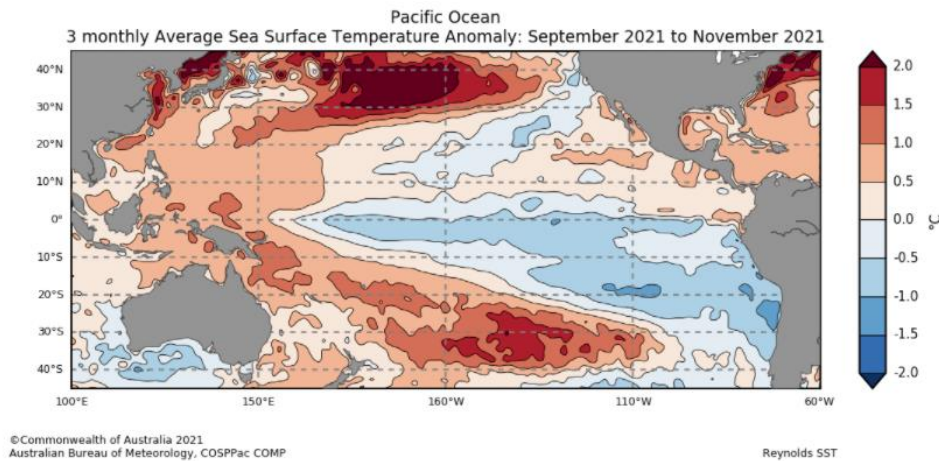 Pacific Ocean
3 monthly Average Sea Surface Temperature Anomaly: September 2021 to November 2021
40°N
30°N
20°N
10°N
0°
10°S
20°S
30°S
40°S
100°E
150°E
160°W
110°W
60°W
2.0
1.5
1.0
0.5
0.0
-0.5
-1.0
-1.5
-2.0
°C
©Commonwealth of Australia 2021
Australian Bureau of Meteorology, COSPPac COMP
Reynolds SST